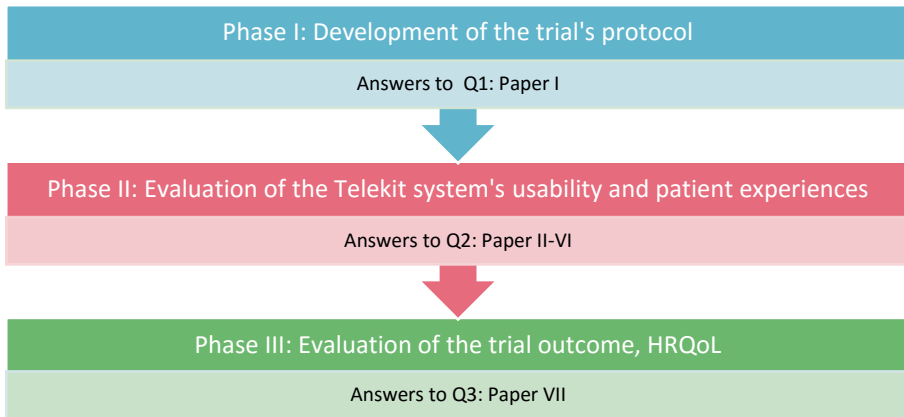 Phase I: Development of the trial's protocol
Answers to  Q1: Paper I
Phase II: Evaluation of the Telekit system's usability and patient experiences
Answers to Q2: Paper II-VI
Phase III: Evaluation of the trial outcome, HRQoL
Answers to Q3: Paper VII